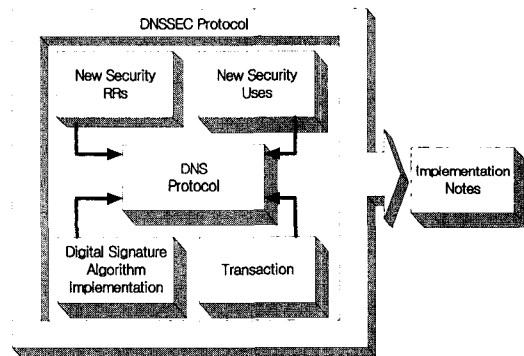 DNSSEC Protocol
New Security
RRs
New Security
Uses
DNS
Protocol
Implementation
Notes
Digital Signature
Algorithm
Implementation
Transaction